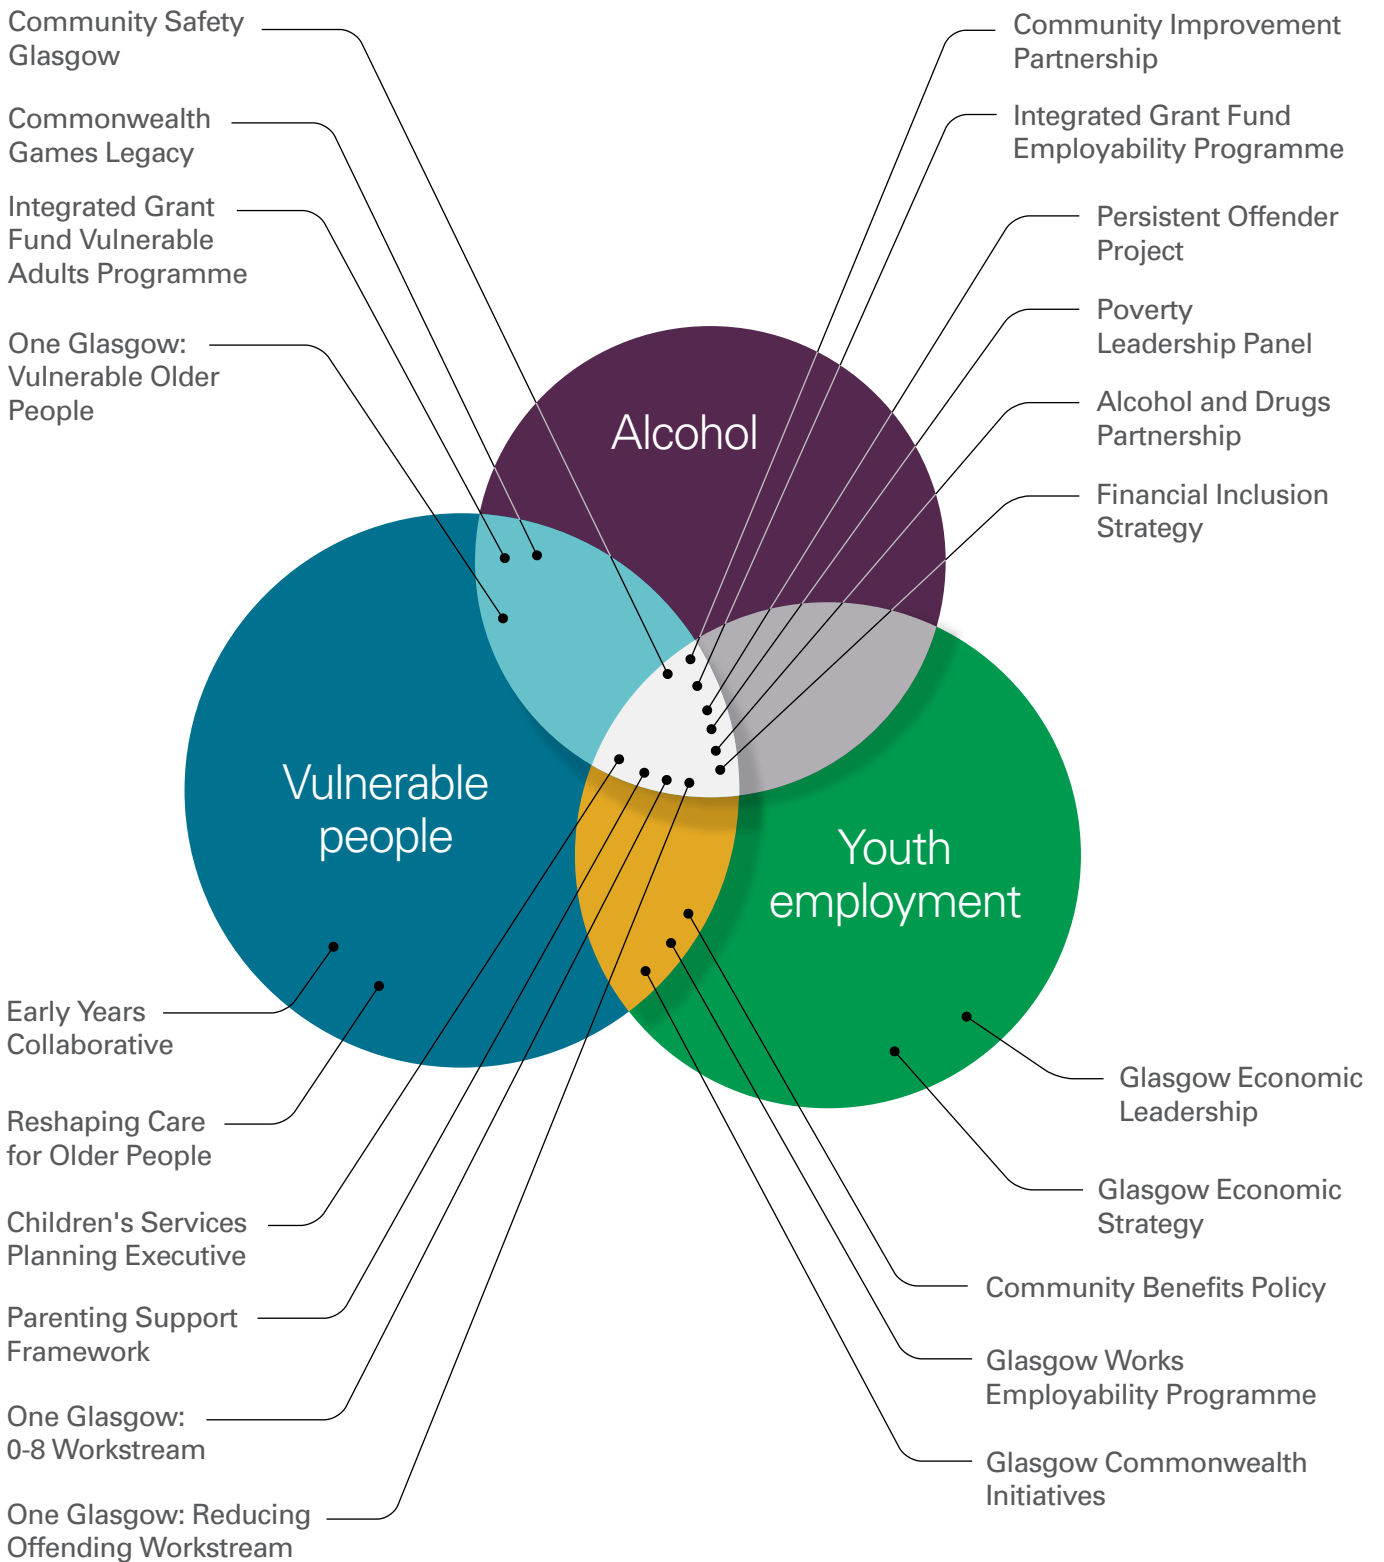 Community Safety
Glasgow
Commonwealth
Games Legacy
Integrated Grant
Fund Vulnerable
Adults Programme
One Glasgow:
Vulnerable Older
People
Community Improvement
Partnership
Integrated Grant Fund
Employability Programme
Persistent Offender
Project
Poverty
Leadership Panel
Alcohol and Drugs
Partnership
Financial Inclusion
Strategy
Alcohol
Vulnerable
people
Youth
employment
Early Years
Collaborative
Reshaping Care
for Older People
Children's Services
Planning Executive
Parenting Support
Framework
One Glasgow:
0-8 Workstream
One Glasgow: Reducing
Offending Workstream
Glasgow Economic
Leadership
Glasgow Economic
Strategy
Community Benefits Policy
Glasgow Works
Employability Programme
Glasgow Commonwealth
Initiatives